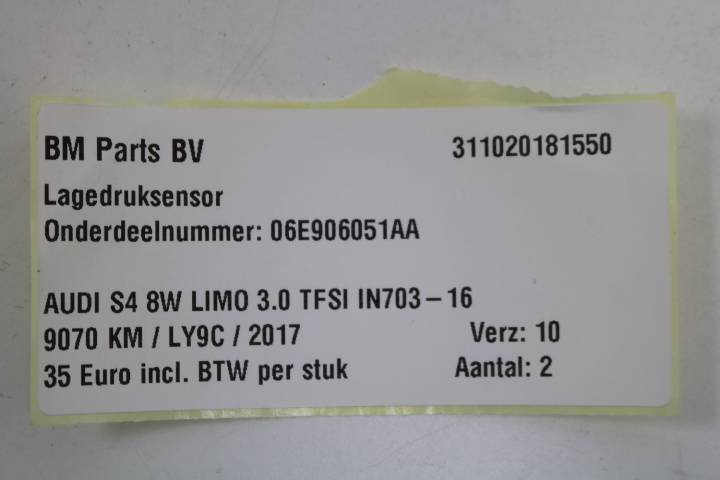 BM Parts BV 311020181550
Lagedruksensor
Onderdeelnummer: 06E906051AA
AUDI S4 8W LIMO 3.0 TFSI IN703-16
9070 KM / LY9C / 2017 Verz: 10
35 Euro incl. BTW per stuk Aantal: 2